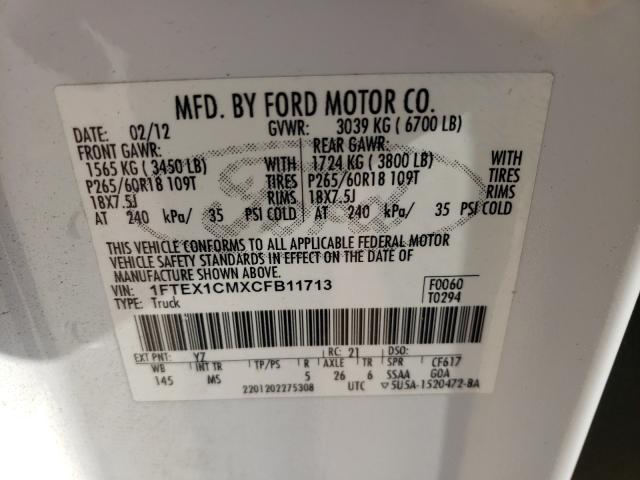 MFD. BY FORD MOTOR CO.
DATE: 02/12 GVWR: 3039 KG ( 6700 LB)
FRONT GAWR: REAR GAWR:
1565 KG ( 3450 LB) WITH 1724 KG ( 3800 LB) WITH
P265/60R18 109T TIRES P265/60R18 109T TIRES
18X7.5J RIMS 18X7.5J RIMS
AT 240 kPa/ 35 PSI COLD AT 240 kPa/ 35 PSI COLD
THIS VEHICLE CONFORMS TO ALL APPLICABLE FEDERAL MOTOR
VEHICLE SAFETY STANDARDS IN EFFECT ON THE DATE OF
MANUFACTURE SHOWN ABOVE.
VIN: 1FTEX1CMXCFB11713 F0060
TYPE: Truck T0294
EXT PNT: YZ RC: 21 DSO:
WB INT TR TP/PS R AXLE TR SPR CF617
145 MS 5 26 6 SSAA GOA
2201202275308 UTC ▽5U5A-1520472-BA
Ford